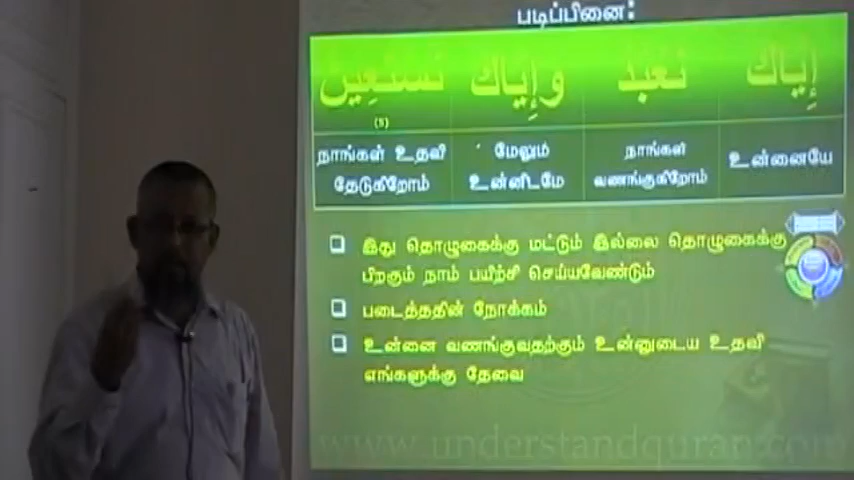 படிப்பினை:
إِيَّاكَ نَعْبُدُ وَإِيَّاكَ نَسْتَعِينُ
(5)
உன்னையே
நாங்கள்
வணங்குகிறோம்
மேலும்
உன்னிடமே
நாங்கள் உதவி
தேடுகிறோம்
இது தொழுகைக்கு மட்டும் இல்லை தொழுகைக்கு
பிறகும் நாம் பயிற்சி செய்யவேண்டும்
படைத்ததின் நோக்கம்
உன்னை வணங்குவதற்கும் உன்னுடைய உதவி
எங்களுக்கு தேவை
www.understandquran.com